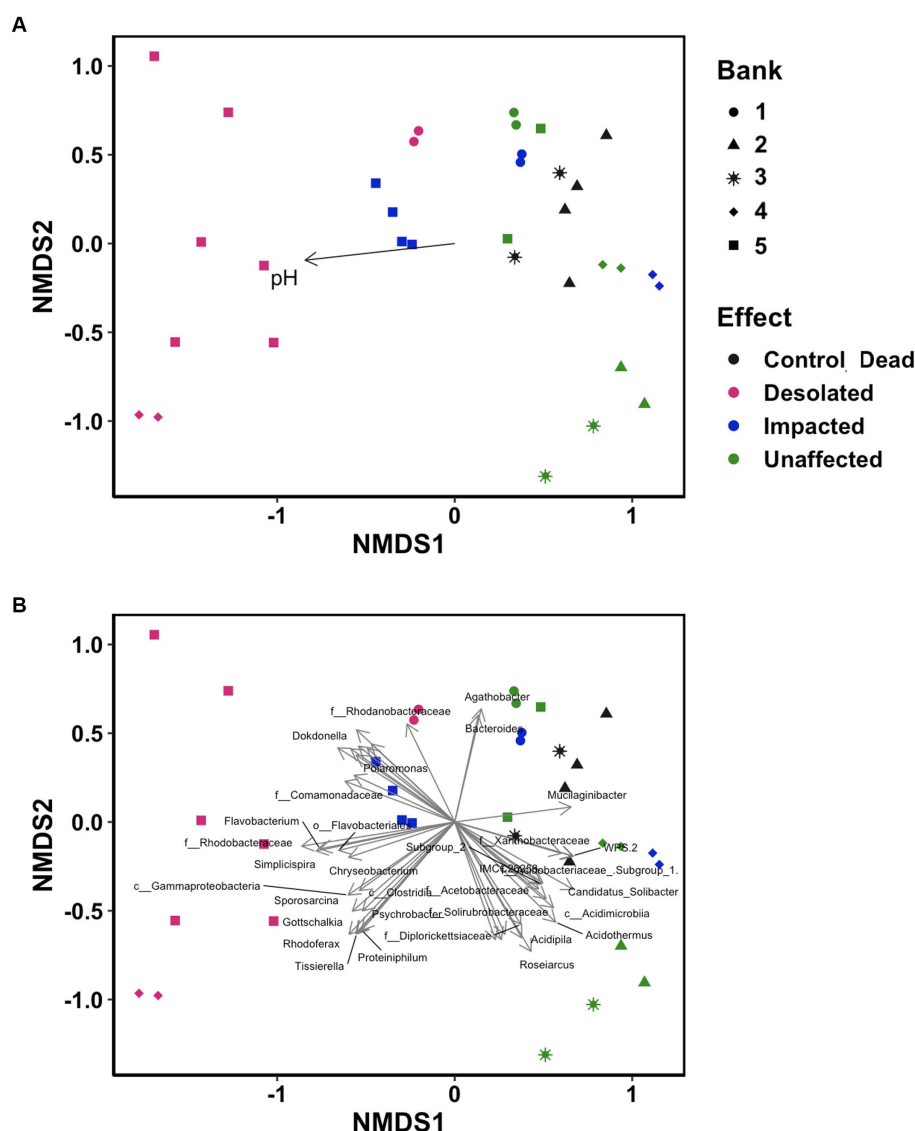 A
1.0
0.5
0.0
-0.5
-1.0
NMDS2
pH
-1
0
1
NMDS1
Bank
1
2
3
4
5
Effect
Control_Dead
Desolated
Impacted
Unaffected
B
1.0
0.5
0.0
-0.5
-1.0
NMDS2
Agathobacter
f__Rhodanobacteraceae
Bacteroides
Dokdonella
Polaromonas
f__Comamonadaceae
Mucilaginibacter
Flavobacterium
o__Flavobacteriales
f__Rhodobacteraceae
f__Xanthobacteraceae
Subgroup_2
WPS.2
Simplicispira
Chryseobacterium
IMCC26256
f__Acidobacteriaceae_.Subgroup_1.
c__Gammaproteobacteria
c__Clostridia
f__Acetobacteraceae
Candidatus_Solibacter
Sporosarcina
Gottschalkia
Psychrobacter
f__Solirubrobacteraceae
c__Acidimicrobiia
Rhodoferax
f__Diplorickettsiaceae
Acidipila
Acidothermus
Tissierella
Proteiniphilum
Roseiarcus
-1
0
1
NMDS1